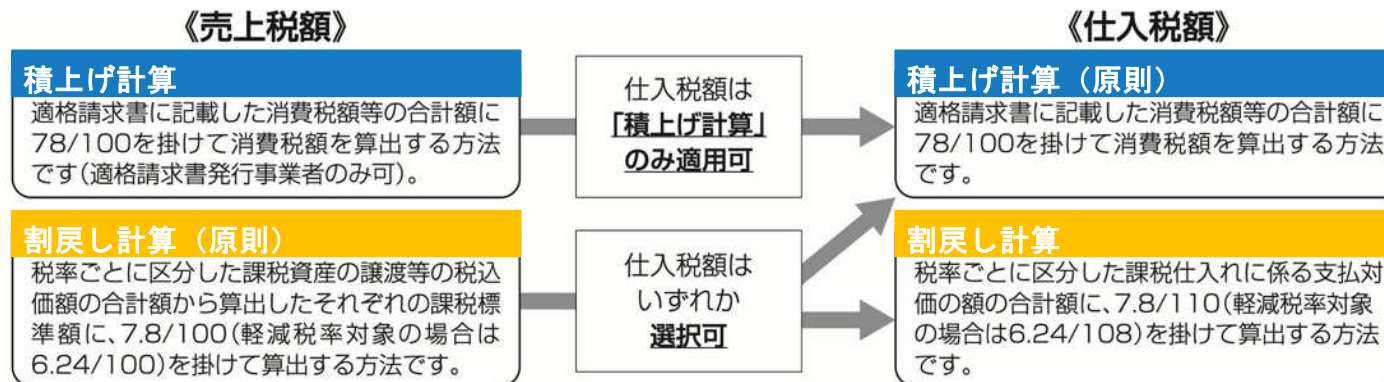 《売上税額》
積上げ計算
適格請求書に記載した消費税額等の合計額に
78/100を掛けて消費税額を算出する方法
です(適格請求書発行事業者のみ可)。
仕入税額は
「積上げ計算」
のみ適用可
《仕入税額》
積上げ計算（原則）
適格請求書に記載した消費税額等の合計額に
78/100を掛けて消費税額を算出する方法
です。
割戻し計算（原則）
税率ごとに区分した課税資産の譲渡等の税込
価額の合計額から算出したそれぞれの課税標
準額に、7.8/100(軽減税率対象の場合は
6.24/100)を掛けて算出する方法です。
仕入税額は
いずれか
選択可
割戻し計算
税率ごとに区分した課税仕入れに係る支払対
価の額の合計額に、7.8/110(軽減税率対象
の場合は6.24/108)を掛けて算出する方法
です。